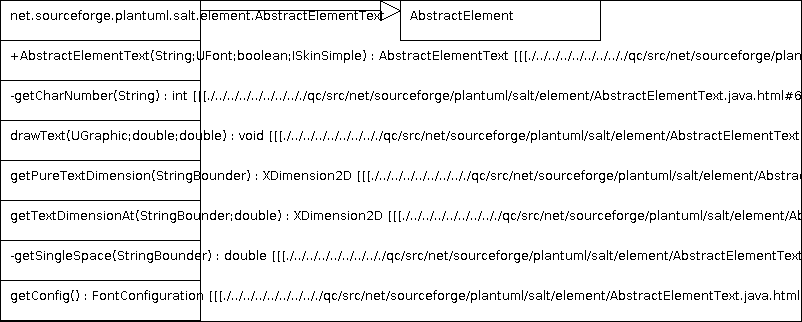 net.sourceforge.plantuml.salt.element.AbstractElementText
AbstractElement
+AbstractElementText(String;UFont;boolean;ISkinSimple) : AbstractElementText [[[./../../../../../../../../qc/src/net/sourceforge/plan
-getCharNumber(String) : int [[[./../../../../../../../../qc/src/net/sourceforge/plantuml/salt/element/AbstractElementText.java.html#6
drawText(UGraphic;double;double) : void [[[./../../../../../../../../qc/src/net/sourceforge/plantuml/salt/element/AbstractElementText
getPureTextDimension(StringBounder) : XDimension2D [[[./../../../../../../../../qc/src/net/sourceforge/plantuml/salt/element/Abstrac
getTextDimensionAt(StringBounder;double) : XDimension2D [[[./../../../../../../../../qc/src/net/sourceforge/plantuml/salt/element/Ab
-getSingleSpace(StringBounder) : double [[[./../../../../../../../../qc/src/net/sourceforge/plantuml/salt/element/AbstractElementText
getConfig() : FontConfiguration [[[./../../../../../../../../qc/src/net/sourceforge/plantuml/salt/element/AbstractElementText.java.html